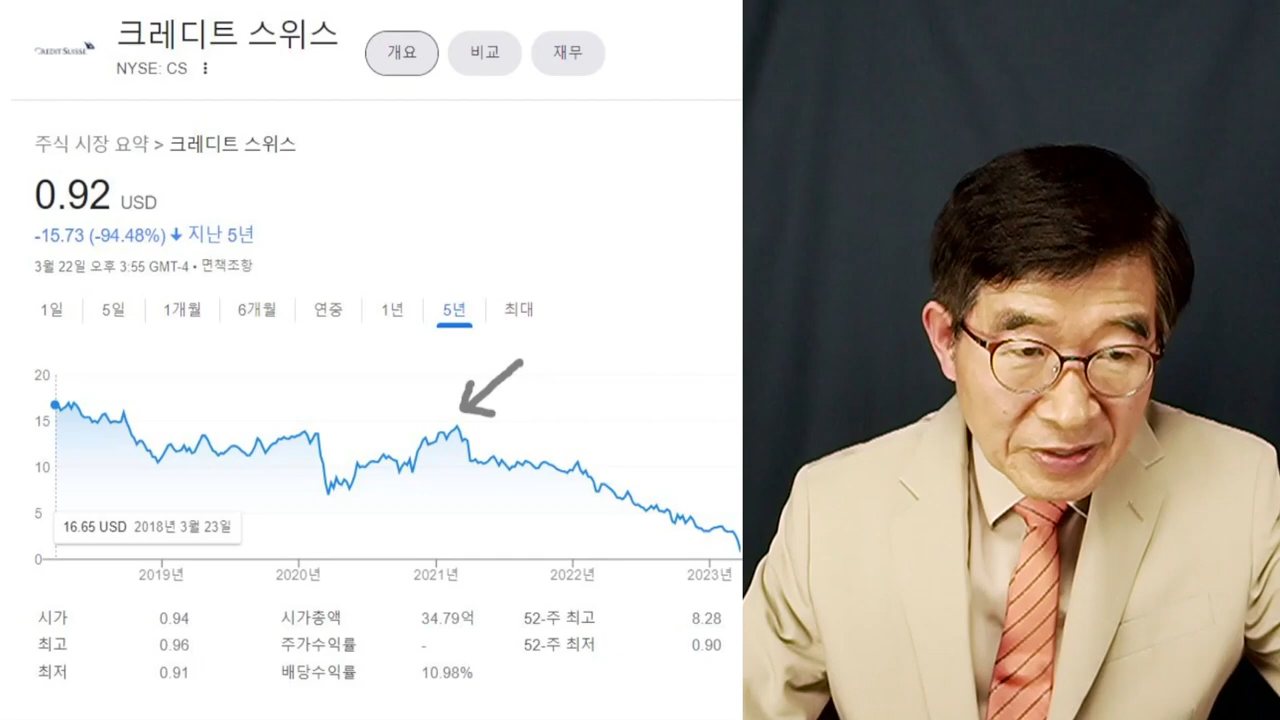 CREDIT SUISSE
크레디트 스위스
NYSE: CS
개요 비교 재무
주식 시장 요약 > 크레디트 스위스
0.92 USD
-15.73 (-94.48%) 지난 5년
3월 22일 오후 3:55 GMT-4 • 면책조항
1일 5일 1개월 6개월 연중 1년 5년 최대
20
15
10
5
0
16.65 USD 2018년 3월 23일
2019년 2020년 2021년 2022년 2023년
시가 0.94 시가총액 34.79억 52-주 최고 8.28
최고 0.96 주가수익률 - 52-주 최저 0.90
최저 0.91 배당수익률 10.98%